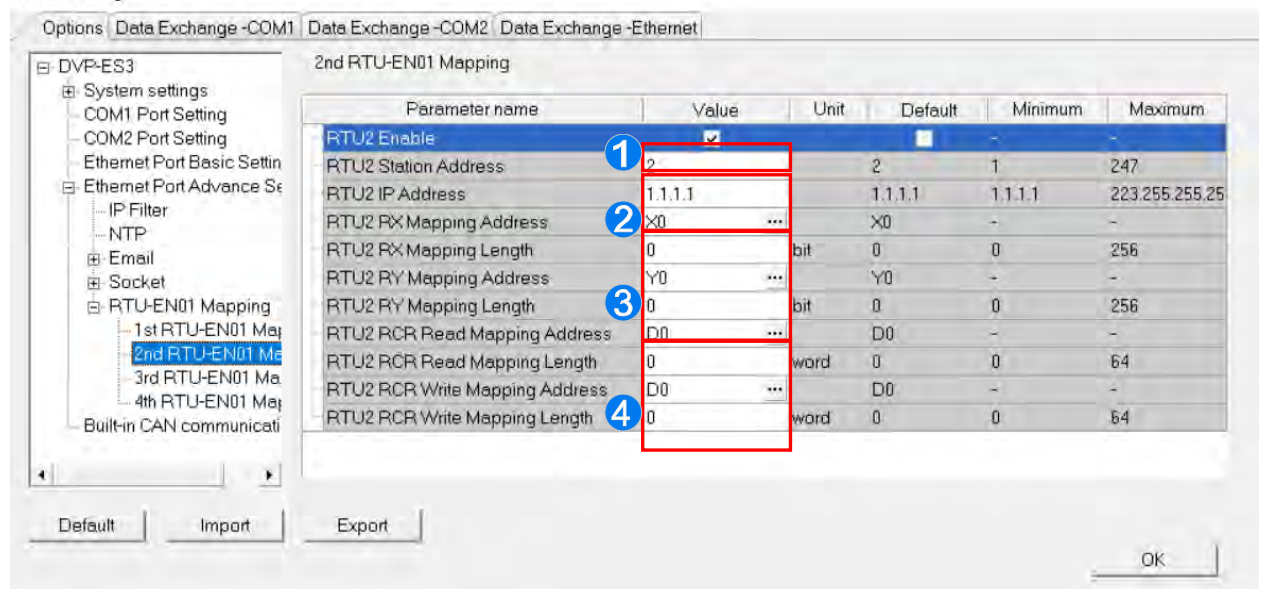 Options Data Exchange -COM1 Data Exchange -COM2 Data Exchange -Ethernet
DVP-ES3
System settings
COM1 Port Setting
COM2 Port Setting
Ethernet Port Basic Settin
Ethernet Port Advance Se
IP Filter
NTP
Email
Socket
RTU-EN01 Mapping
1st RTU-EN01 Map
2nd RTU-EN01 Ma
3rd RTU-EN01 Ma
4th RTU-EN01 Map
Built-in CAN communicati
2nd RTU-EN01 Mapping
Parameter name Value Unit Default Minimum Maximum
RTU2 Enable - -
1
RTU2 Station Address 2 2 1 247
RTU2 IP Address 1.1.1.1 1.1.1.1 1.1.1.1 223.255.255.25
2
RTU2 RX Mapping Address X0 ... X0 - -
RTU2 RX Mapping Length 0 bit 0 0 256
RTU2 RY Mapping Address Y0 ... Y0 - -
3
RTU2 RY Mapping Length 0 bit 0 0 256
RTU2 RCR Read Mapping Address D0 ... D0 - -
RTU2 RCR Read Mapping Length 0 word 0 0 64
RTU2 RCR Write Mapping Address D0 ... D0 - -
4
RTU2 RCR Write Mapping Length 0 word 0 0 64
Default Import Export
OK